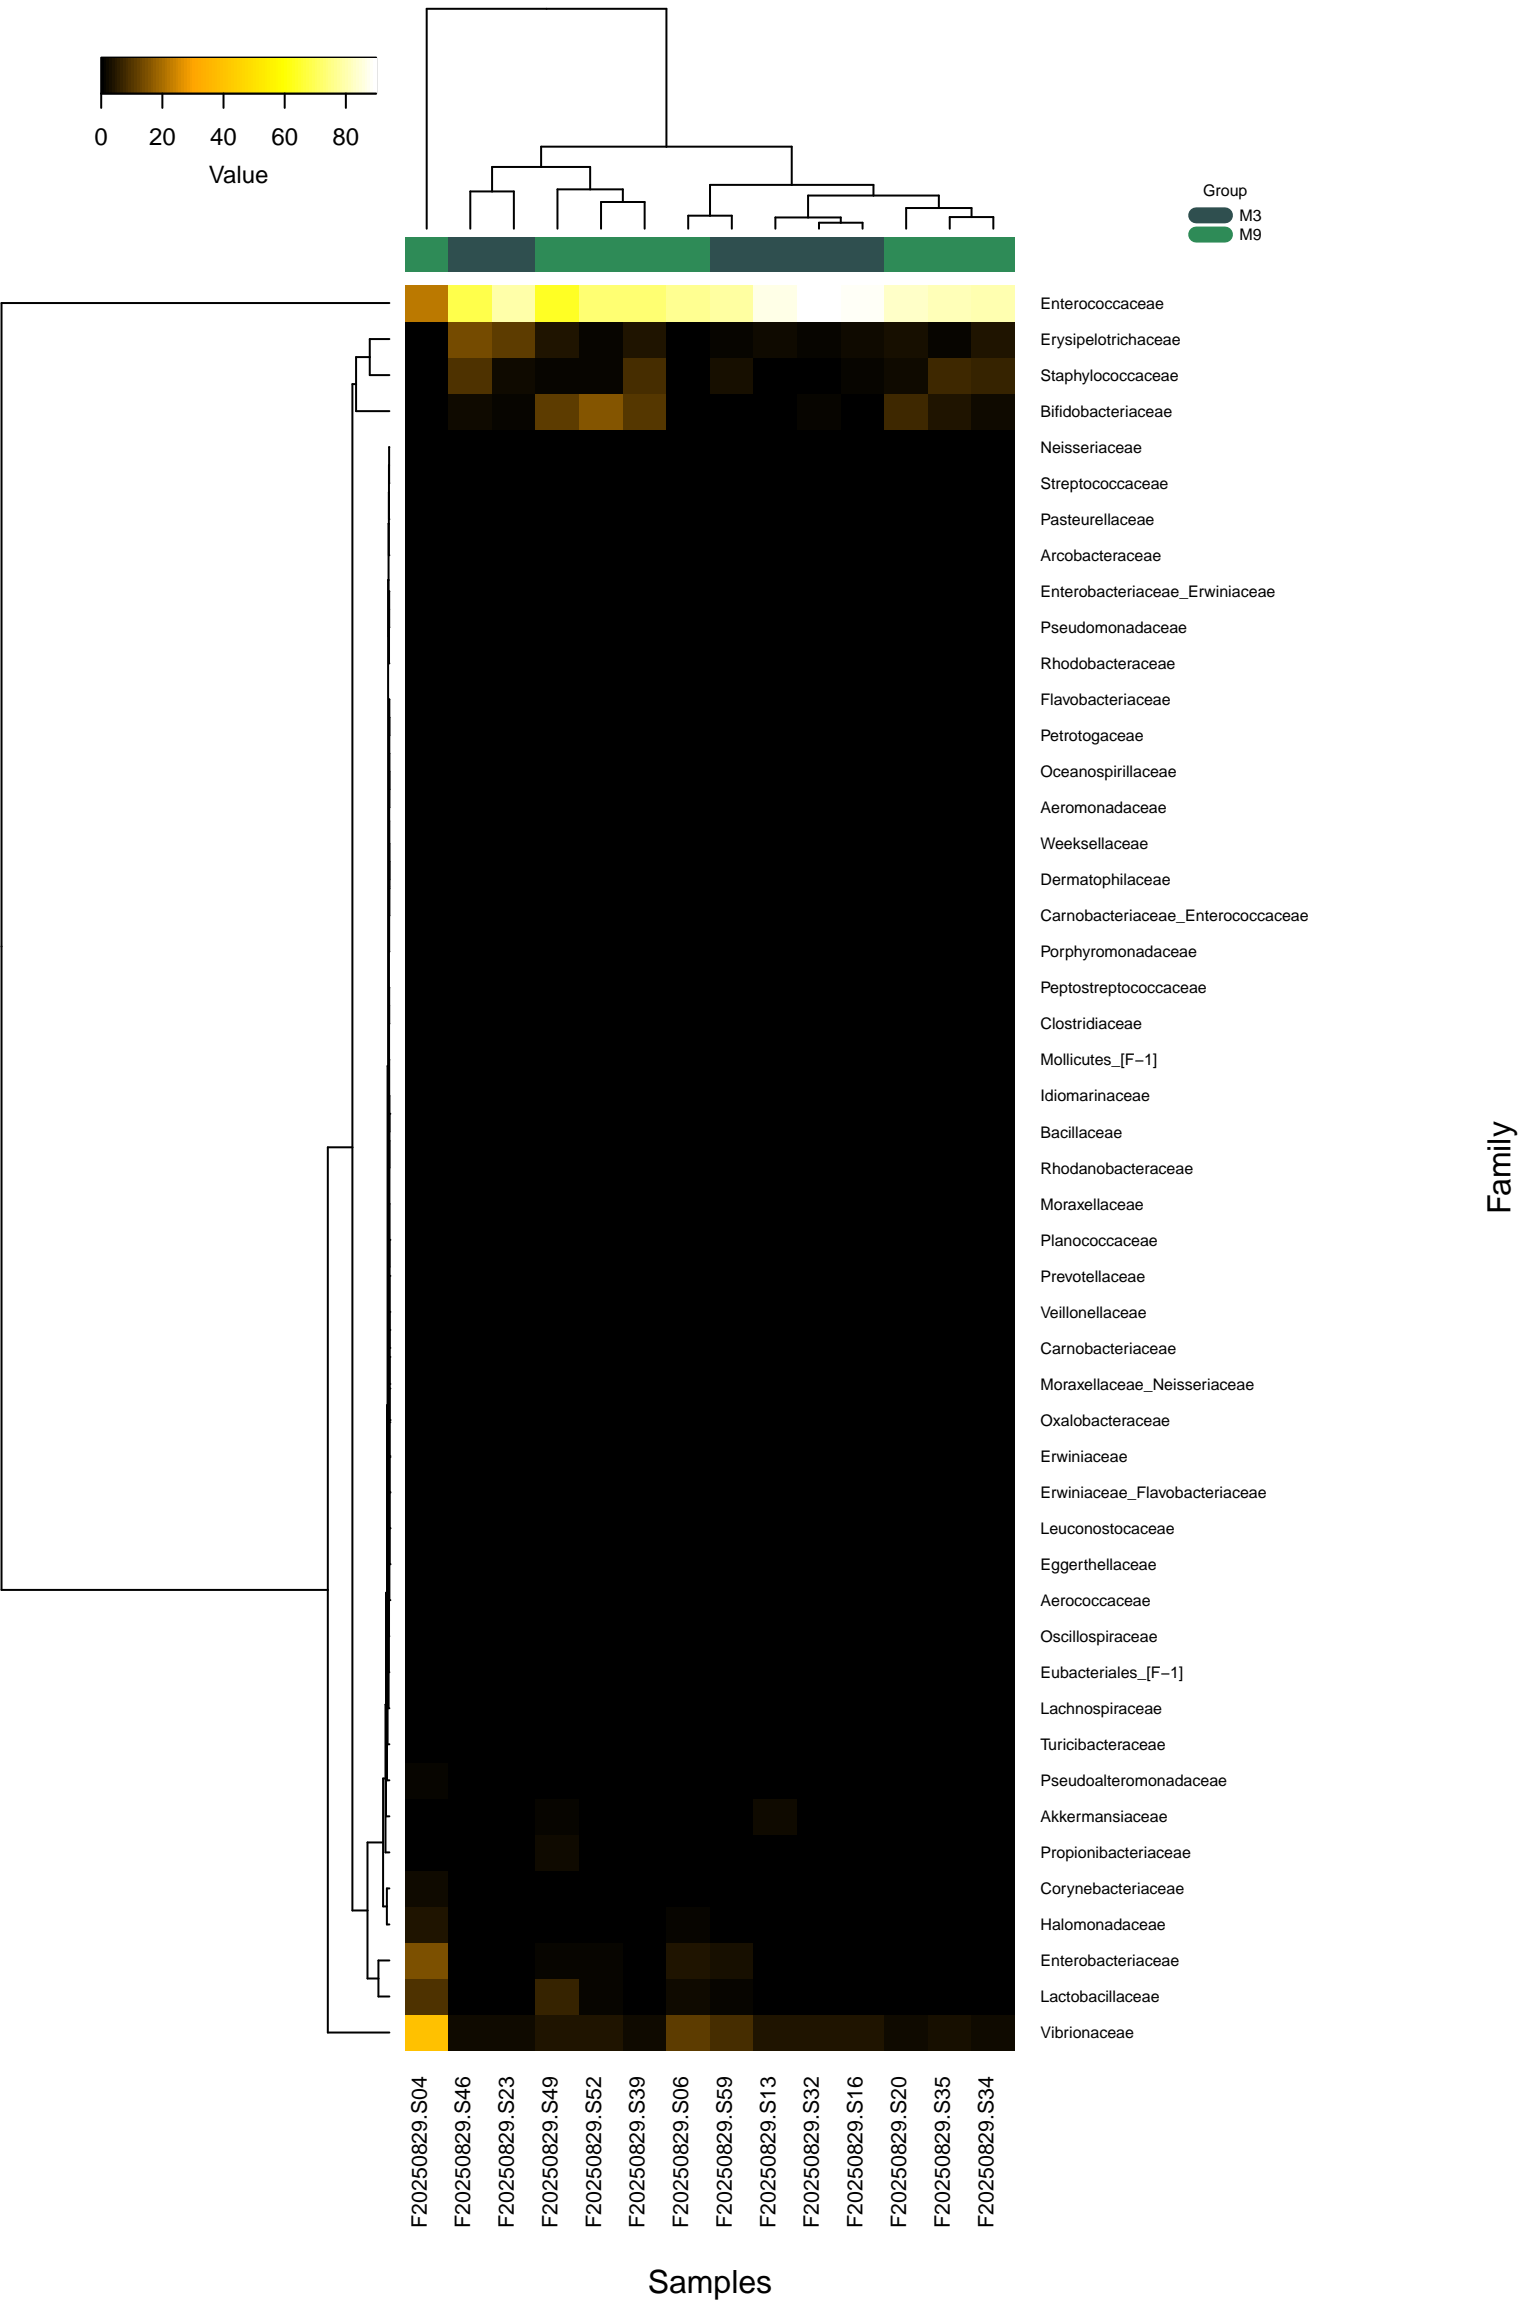 0 20 40 60 80
Value
Group
M3
M9
Enterococcaceae
Erysipelotrichaceae
Staphylococcaceae
Bifidobacteriaceae
Neisseriaceae
Streptococcaceae
Pasteurellaceae
Arcobacteraceae
Enterobacteriaceae_Erwiniaceae
Pseudomonadaceae
Rhodobacteraceae
Flavobacteriaceae
Petrotogaceae
Oceanospirillaceae
Aeromonadaceae
Weeksellaceae
Dermatophilaceae
Carnobacteriaceae_Enterococcaceae
Porphyromonadaceae
Peptostreptococcaceae
Clostridiaceae
Mollicutes_[F−1]
Idiomarinaceae
Bacillaceae
Rhodanobacteraceae
Moraxellaceae
Planococcaceae
Prevotellaceae
Veillonellaceae
Carnobacteriaceae
Moraxellaceae_Neisseriaceae
Oxalobacteraceae
Erwiniaceae
Erwiniaceae_Flavobacteriaceae
Leuconostocaceae
Eggerthellaceae
Aerococcaceae
Oscillospiraceae
Eubacteriales_[F−1]
Lachnospiraceae
Turicibacteraceae
Pseudoalteromonadaceae
Akkermansiaceae
Propionibacteriaceae
Corynebacteriaceae
Halomonadaceae
Enterobacteriaceae
Lactobacillaceae
Vibrionaceae
Family
F20250829.S04
F20250829.S46
F20250829.S23
F20250829.S49
F20250829.S52
F20250829.S39
F20250829.S06
F20250829.S59
F20250829.S13
F20250829.S32
F20250829.S16
F20250829.S20
F20250829.S35
F20250829.S34
Samples